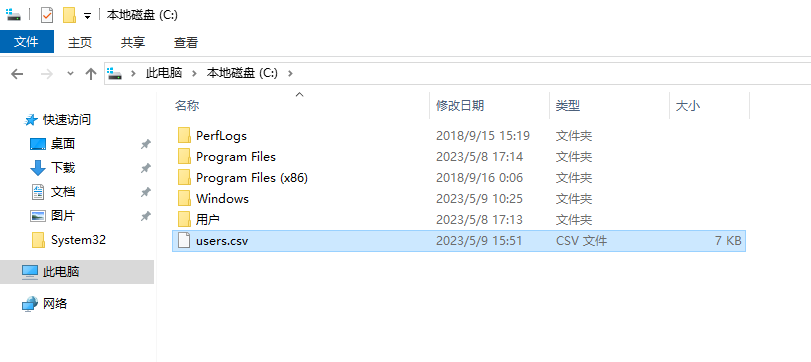 本地磁盘 (C:)
文件 主页 共享 查看
此电脑 本地磁盘 (C:)
名称 修改日期 类型 大小
快速访问
桌面
下载
文档
图片
System32
此电脑
网络
PerfLogs 2018/9/15 15:19 文件夹
Program Files 2023/5/8 17:14 文件夹
Program Files (x86) 2018/9/16 0:06 文件夹
Windows 2023/5/9 10:25 文件夹
用户 2023/5/8 17:13 文件夹
users.csv 2023/5/9 15:51 CSV 文件 7 KB